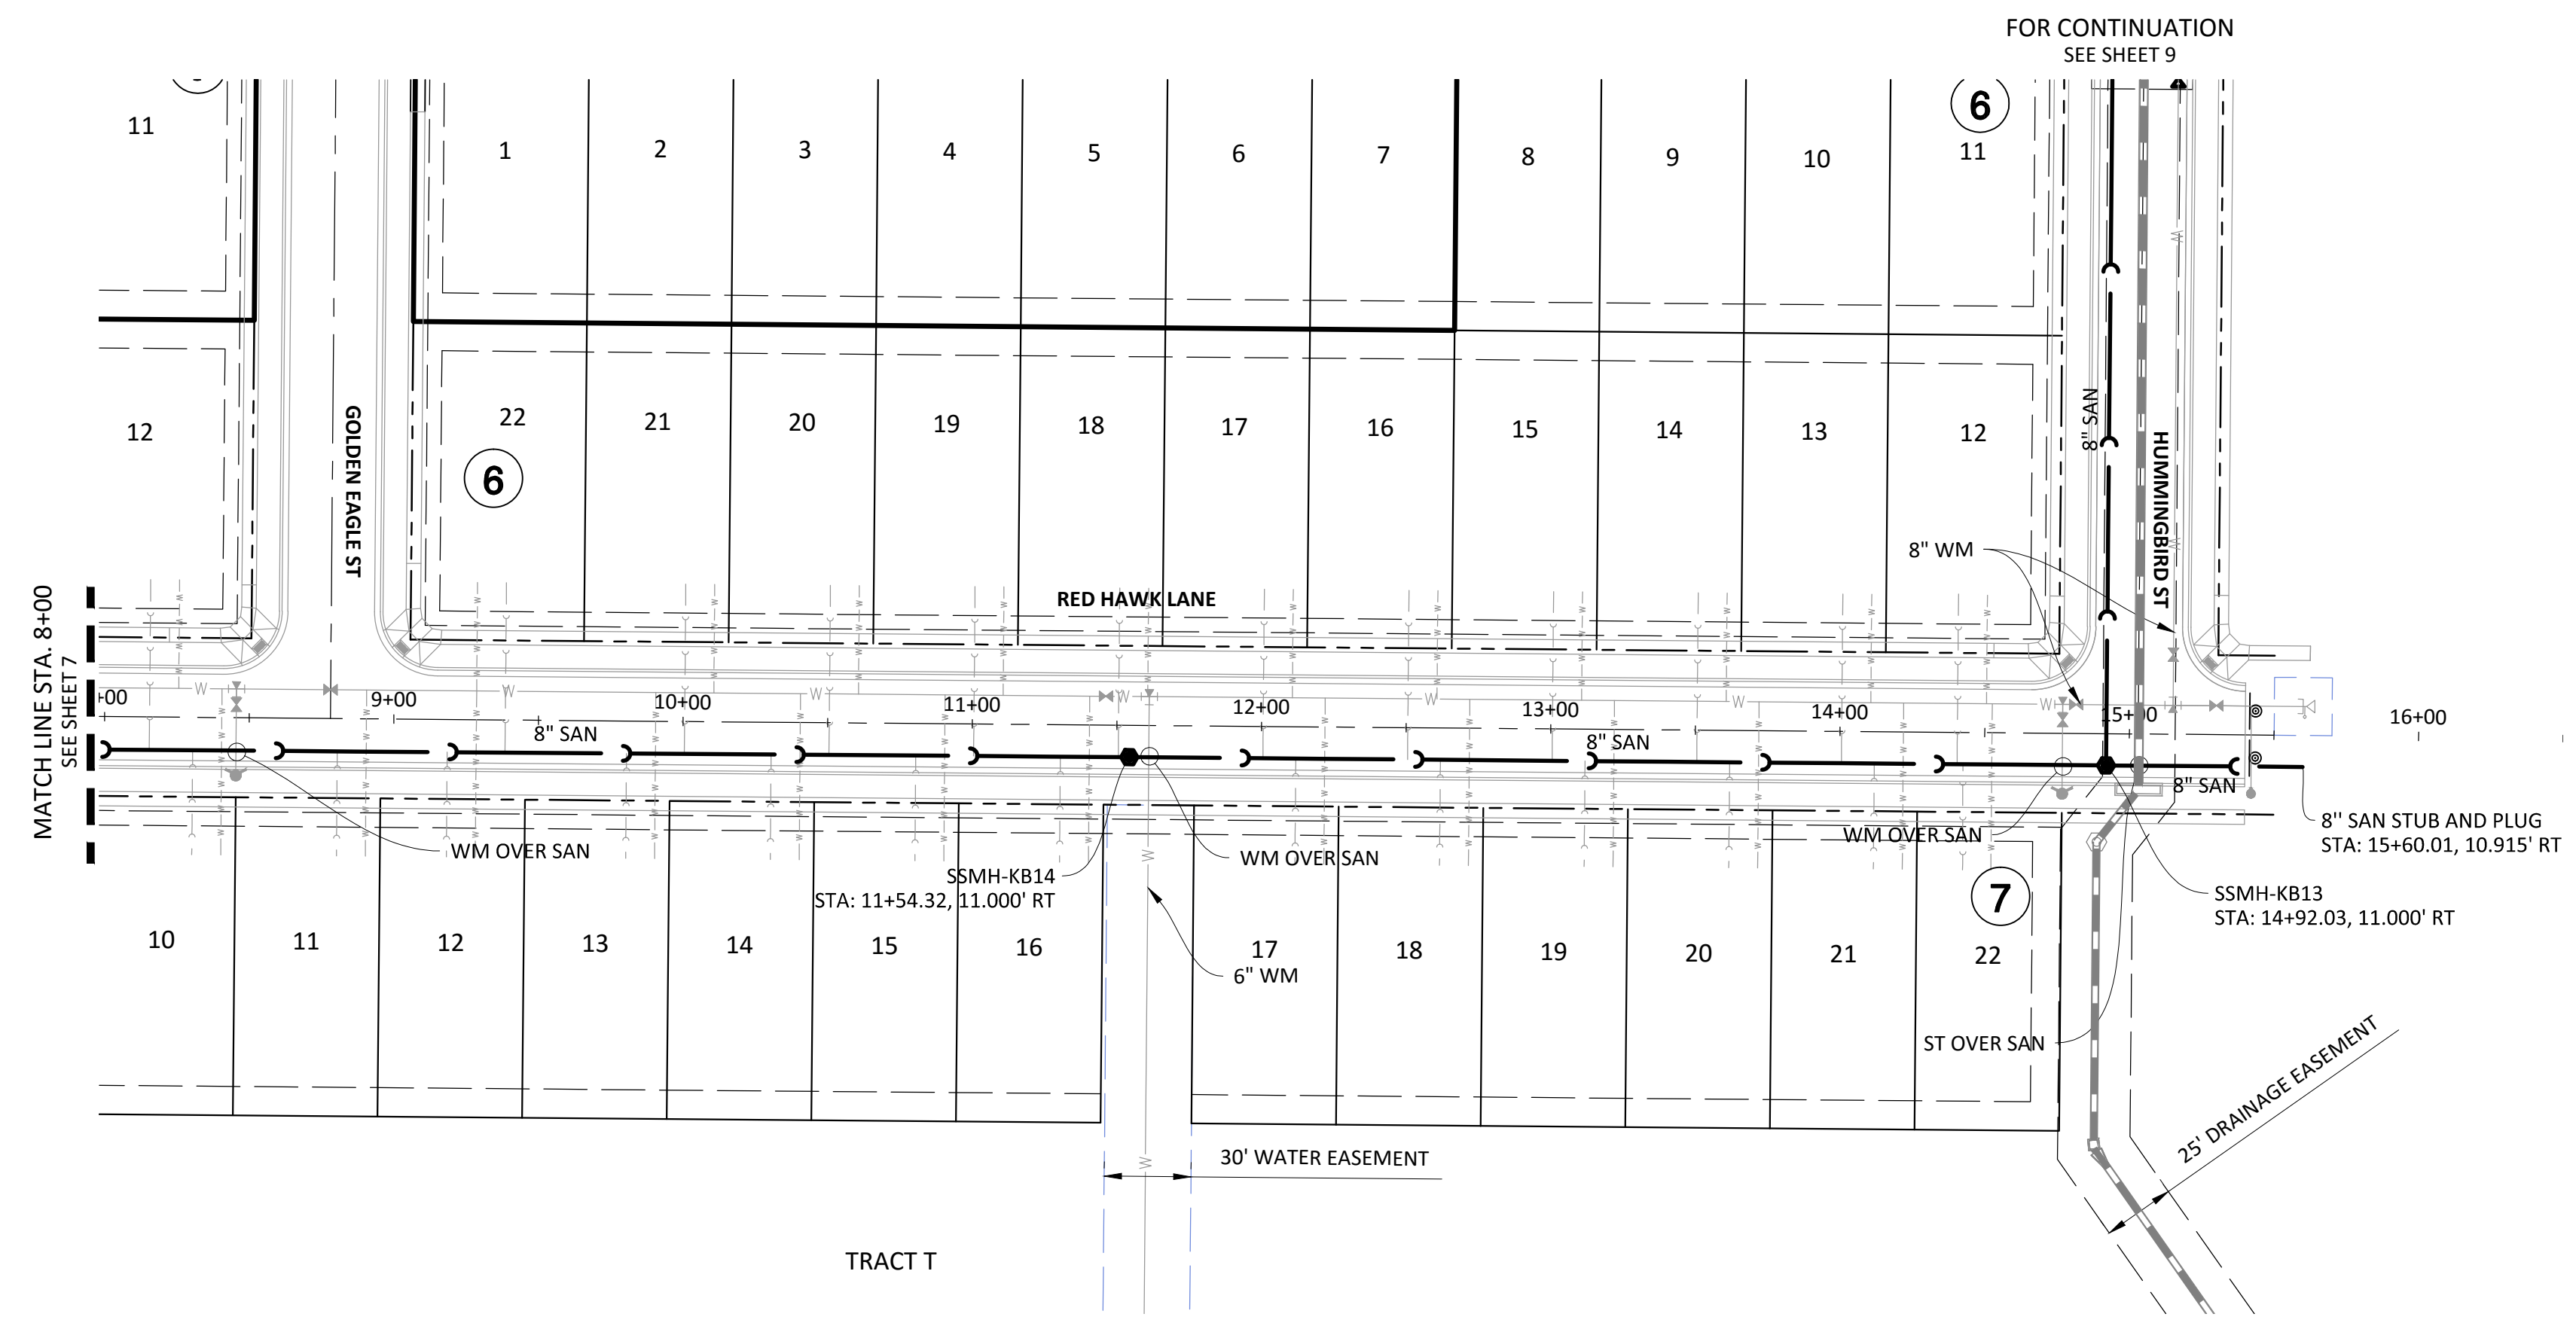 FOR CONTINUATION
SEE SHEET 9
11
1
2
3
4
5
6
7
8
9
10
11
6
12
22
21
20
19
18
17
16
15
14
13
12
6
GOLDEN EAGLE ST
8" SAN
HUMMINGBIRD ST
8" WM
RED HAWK LANE
MATCH LINE STA. 8+00
SEE SHEET 7
+00
9+00
10+00
11+00
12+00
13+00
14+00
15+00
16+00
8" SAN
8" SAN
8" SAN
WM OVER SAN
WM OVER SAN
WM OVER SAN
8'' SAN STUB AND PLUG
STA: 15+60.01, 10.915' RT
SSMH-KB14
STA: 11+54.32, 11.000' RT
SSMH-KB13
STA: 14+92.03, 11.000' RT
7
10
11
12
13
14
15
16
17
18
19
20
21
22
6" WM
ST OVER SAN
25' DRAINAGE EASEMENT
30' WATER EASEMENT
TRACT T
W
W
W
W
W
W
W